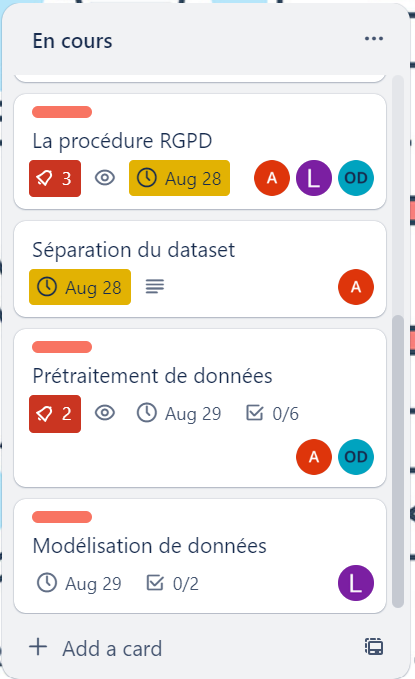 En cours
La procédure RGPD
3 Aug 28 A L OD
Séparation du dataset
Aug 28 A
Prétraitement de données
2 Aug 29 0/6
A OD
Modélisation de données
Aug 29 0/2 L
Add a card